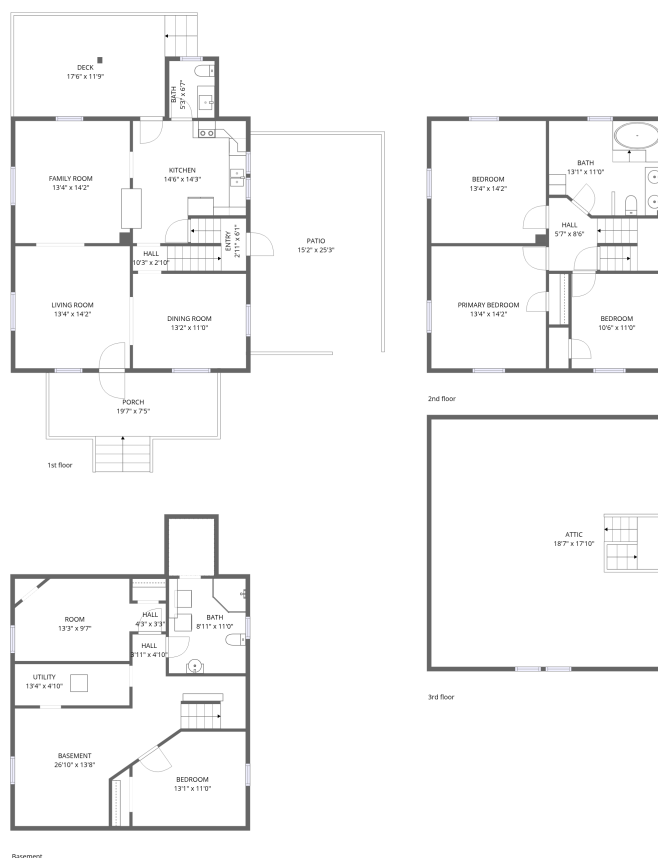 DECK
17'6" x 11'9"
BATH
5'3" x 6'7"
FAMILY ROOM
13'4" x 14'2"
KITCHEN
14'6" x 14'3"
ENTRY
2'11" x 6'1"
HALL
10'3" x 2'10"
PATIO
15'2" x 25'3"
LIVING ROOM
13'4" x 14'2"
DINING ROOM
13'2" x 11'0"
PORCH
19'7" x 7'5"
1st floor
BEDROOM
13'4" x 14'2"
BATH
13'1" x 11'0"
HALL
5'7" x 8'6"
PRIMARY BEDROOM
13'4" x 14'2"
BEDROOM
10'6" x 11'0"
2nd floor
ATTIC
18'7" x 17'10"
3rd floor
ROOM
13'3" x 9'7"
HALL
4'3" x 3'3"
BATH
8'11" x 11'0"
HALL
3'11" x 4'10"
UTILITY
13'4" x 4'10"
BASEMENT
26'10" x 13'8"
BEDROOM
13'1" x 11'0"
Basement